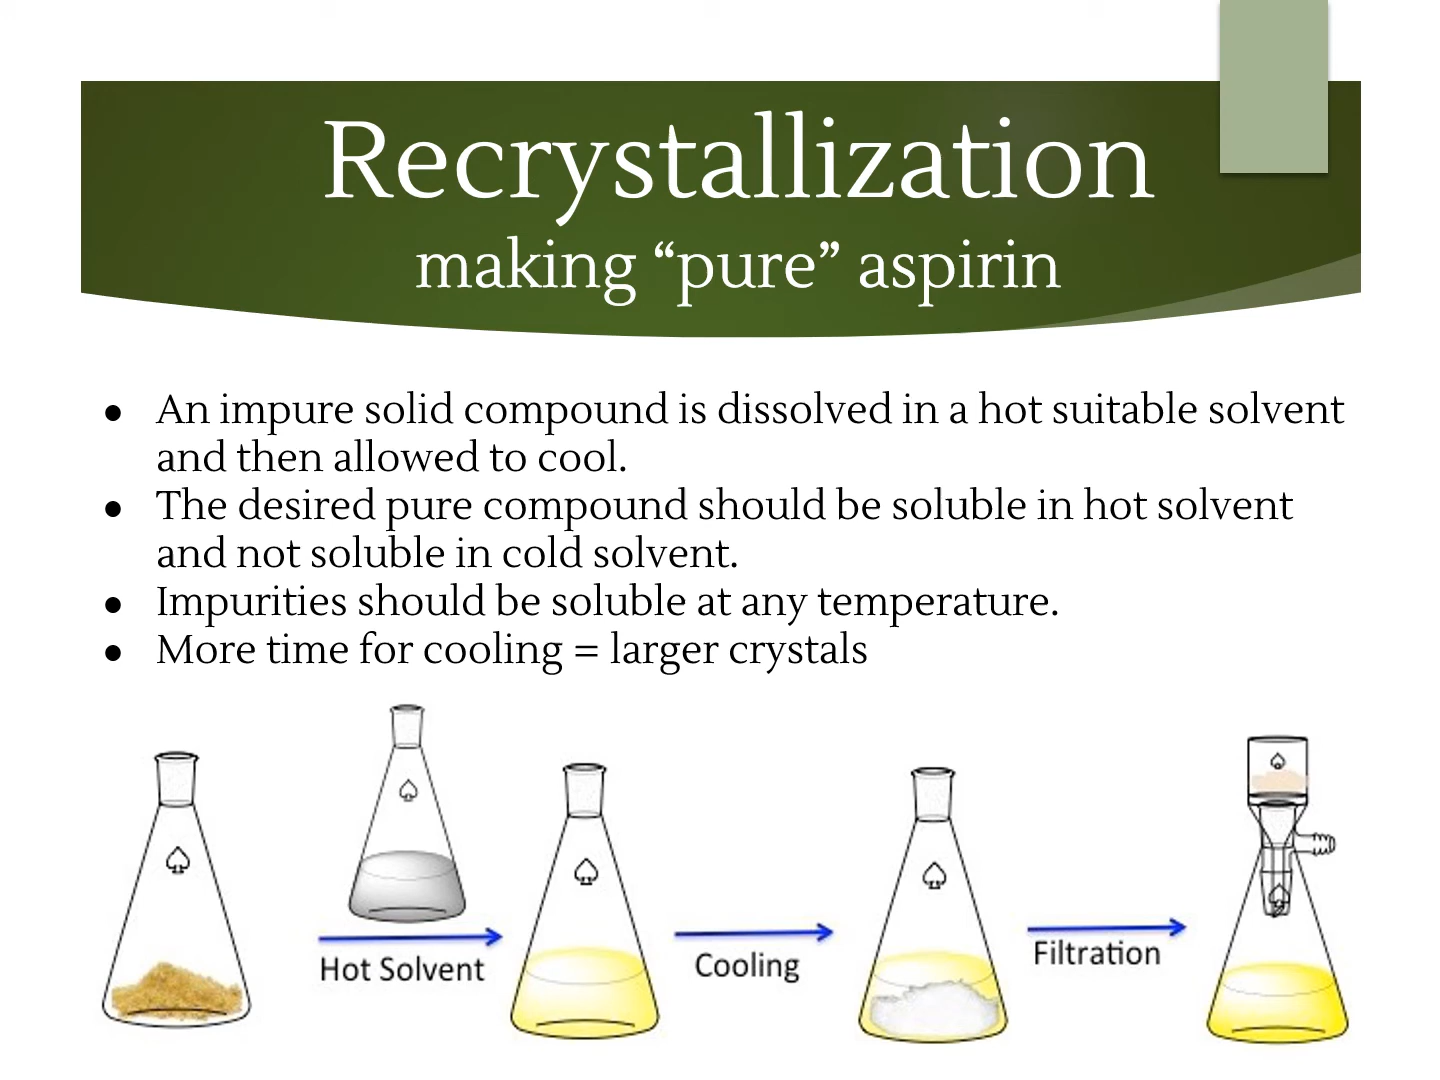 Recrystallization
making “pure” aspirin
● An impure solid compound is dissolved in a hot suitable solvent
and then allowed to cool.
● The desired pure compound should be soluble in hot solvent
and not soluble in cold solvent.
● Impurities should be soluble at any temperature.
● More time for cooling = larger crystals
Hot Solvent
Cooling
Filtration